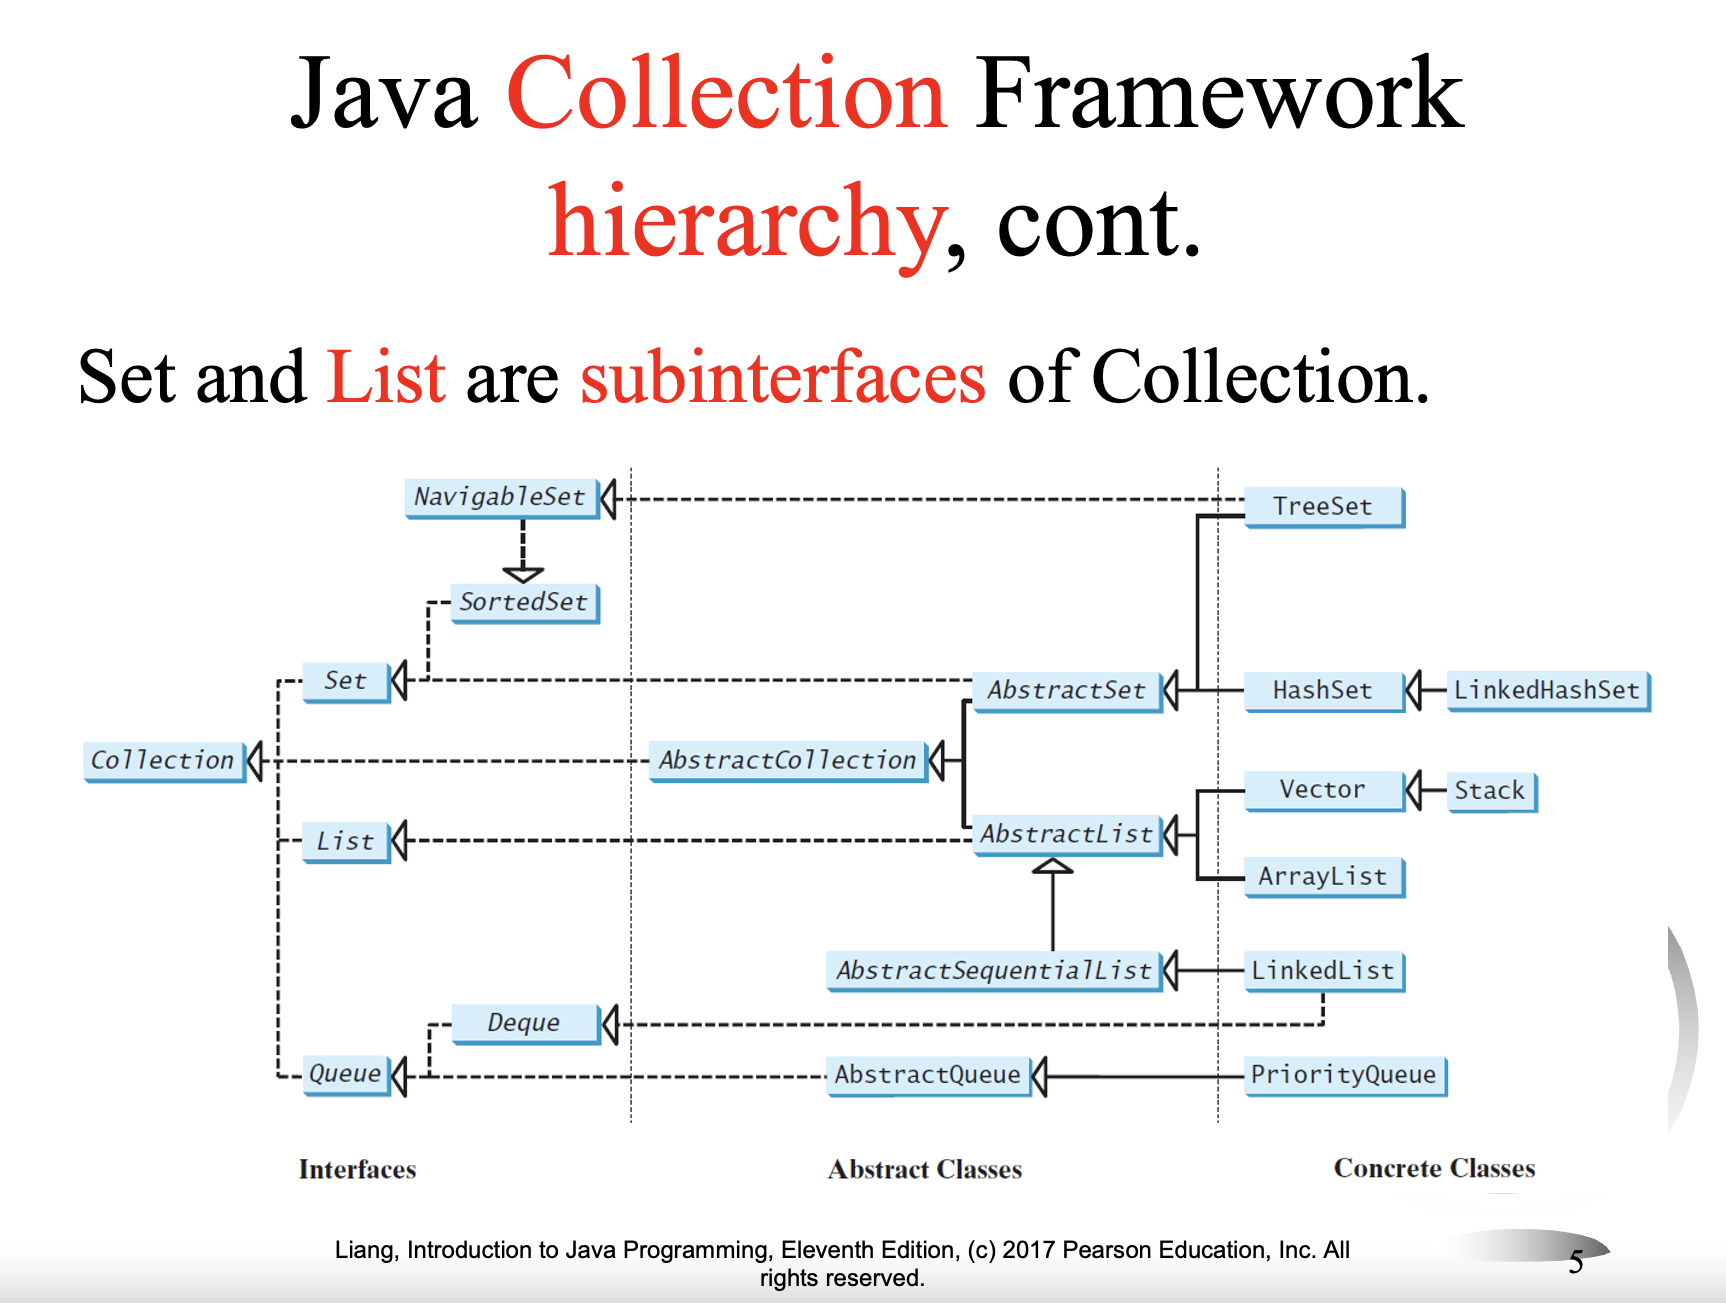 Java Collection Framework
hierarchy, cont.
Set and List are subinterfaces of Collection.
NavigableSet
TreeSet
SortedSet
Set
AbstractSet
HashSet
LinkedHashSet
Collection
AbstractCollection
Vector
Stack
List
AbstractList
ArrayList
AbstractSequentialList
LinkedList
Deque
Queue
AbstractQueue
PriorityQueue
Interfaces
Abstract Classes
Concrete Classes
Liang, Introduction to Java Programming, Eleventh Edition, (c) 2017 Pearson Education, Inc. All
rights reserved.
5